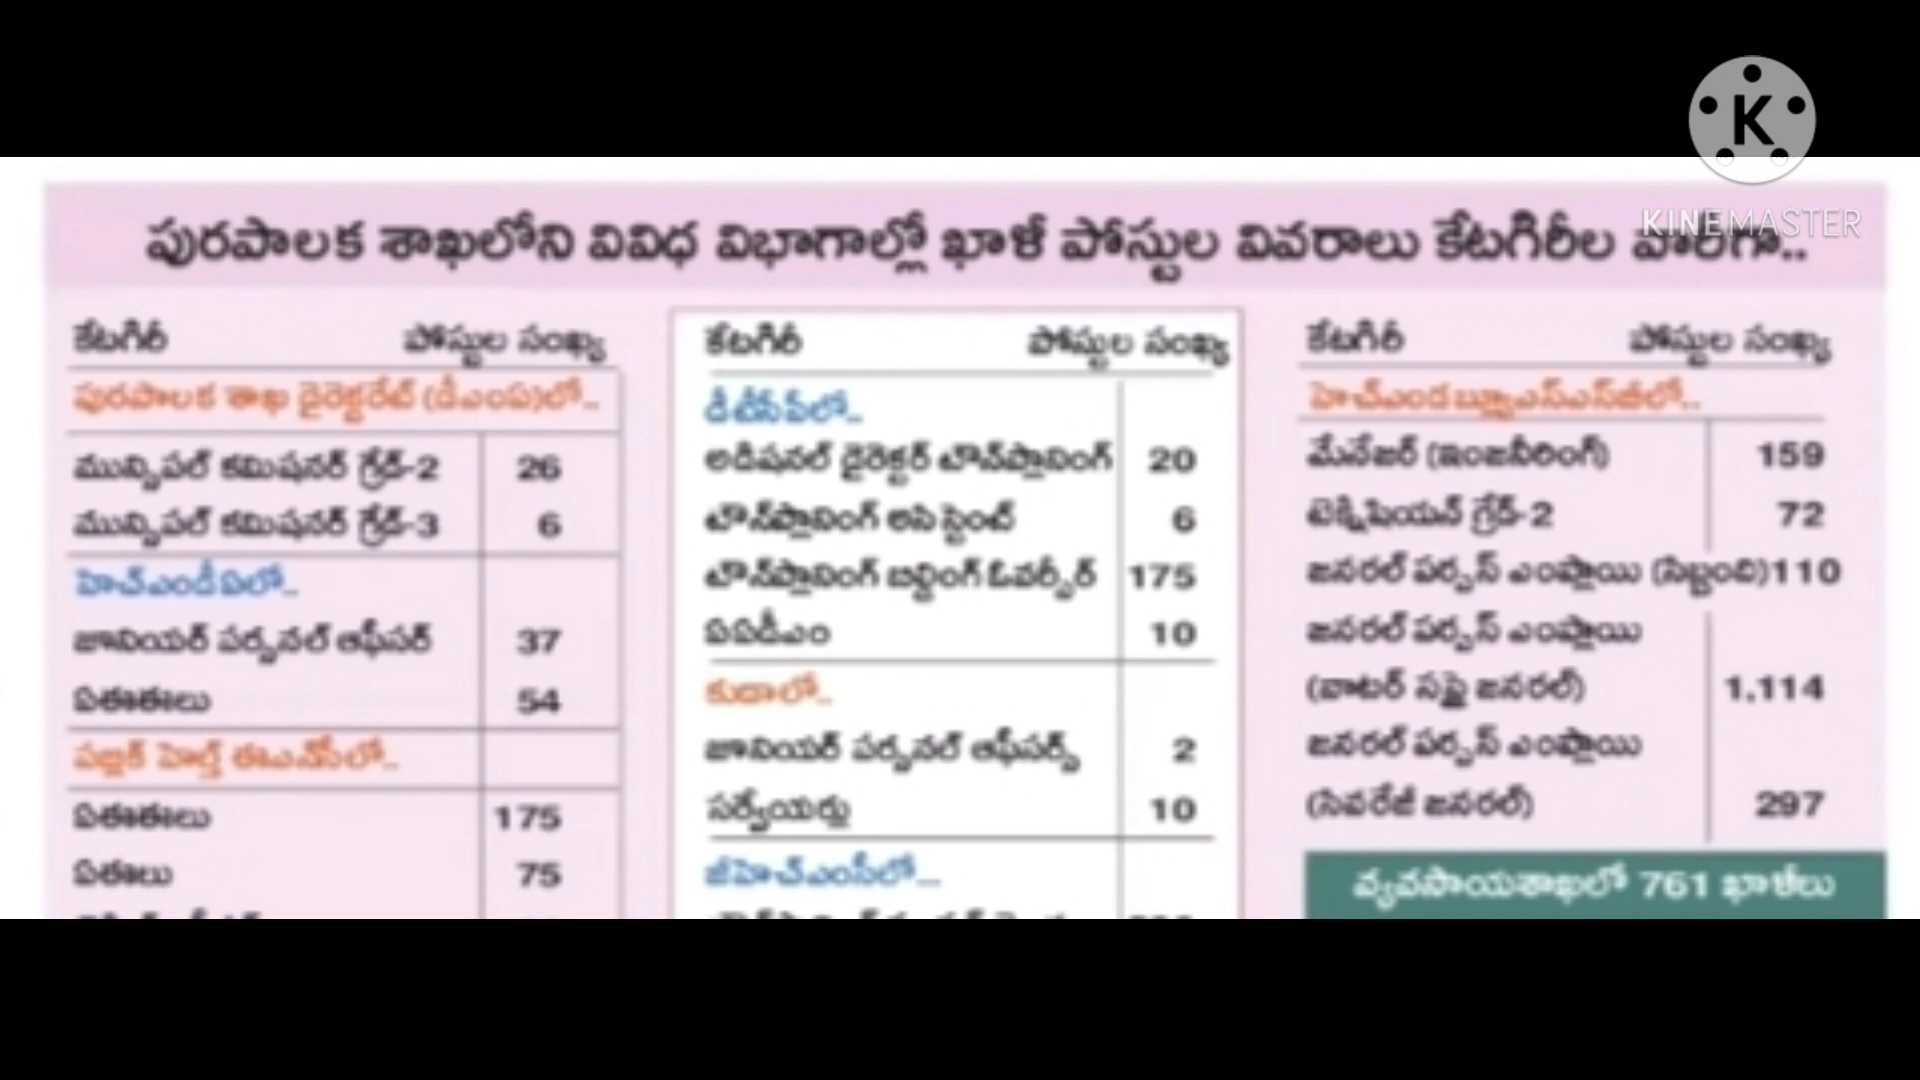 K
KINEMASTER
పురపాలక శాఖలోని వివిధ విభాగాల్లో ఖాళీ పోస్టుల వివరాలు కేటగిరీల వారీగా..
కేటగిరీ పోస్టుల సంఖ్య
పురపాలక శాఖ డైరెక్టరేట్ (డీఎంఏ)లో..
మున్సిపల్ కమిషనర్ గ్రేడ్-2 26
మున్సిపల్ కమిషనర్ గ్రేడ్-3 6
హెచ్ఎండీఏలో..
జూనియర్ పర్సనల్ ఆఫీసర్ 37
ఏఈఈలు 54
పబ్లిక్ హెల్త్ ఈఎన్‌సీలో..
ఏఈఈలు 175
ఏఈలు 75
కేటగిరీ పోస్టుల సంఖ్య
డీటీసీపీలో..
అడిషనల్ డైరెక్టర్ టౌన్‌ప్లానింగ్ 20
టౌన్‌ప్లానింగ్ అసిస్టెంట్ 6
టౌన్‌ప్లానింగ్ బిల్డింగ్ ఓవర్సీర్ 175
ఏఏడీఎం 10
కుడాలో..
జూనియర్ పర్సనల్ ఆఫీసర్స్ 2
సర్వేయర్లు 10
జీహెచ్ఎంసీలో...
కేటగిరీ పోస్టుల సంఖ్య
హెచ్ఎండబ్ల్యూఎస్ఎస్‌బీలో..
మేనేజర్ (ఇంజనీరింగ్) 159
టెక్నీషియన్ గ్రేడ్-2 72
జనరల్ పర్పస్ ఎంప్లాయి (సిబ్బంది) 110
జనరల్ పర్పస్ ఎంప్లాయి
(వాటర్ సప్లై జనరల్) 1,114
జనరల్ పర్పస్ ఎంప్లాయి
(సివరేజీ జనరల్) 297
వ్యవసాయశాఖలో 761 ఖాళీలు